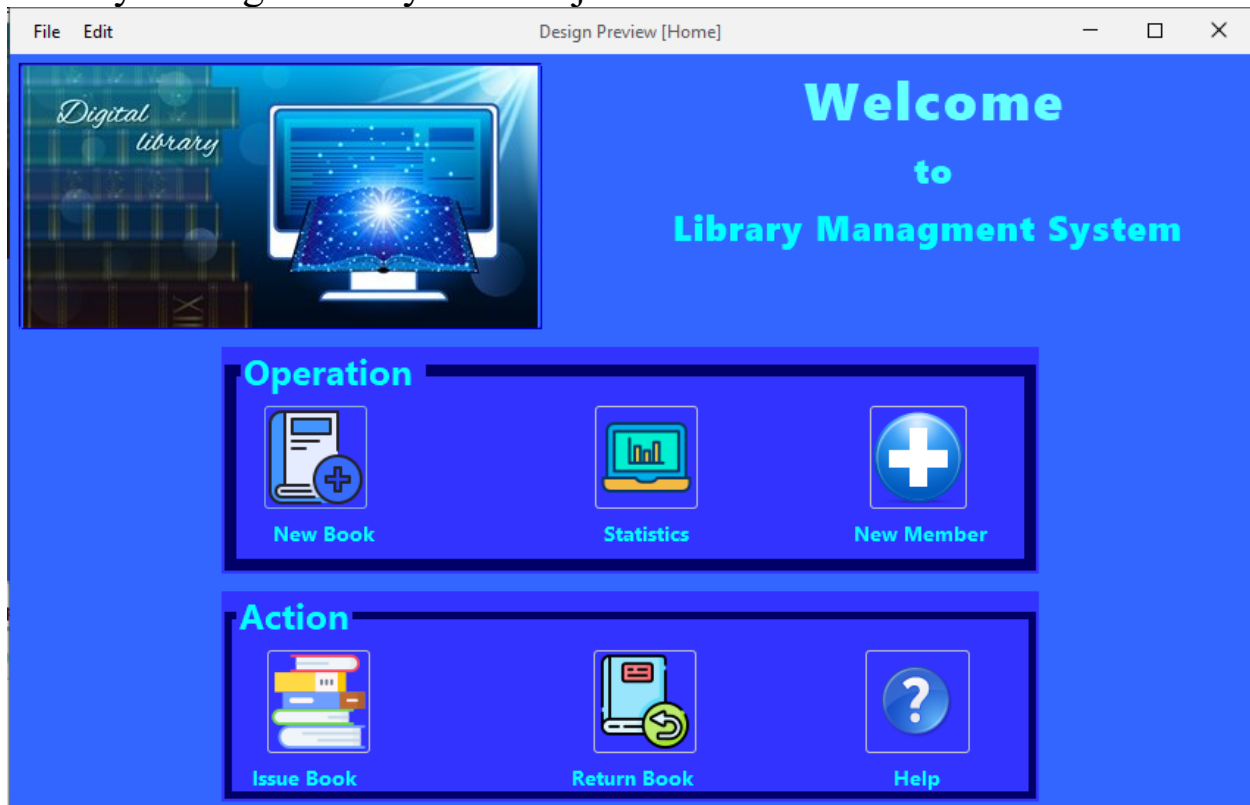 File Edit Design Preview [Home]
Digital
library
Welcome
to
Library Managment System
Operation
New Book Statistics New Member
Action
Issue Book Return Book Help